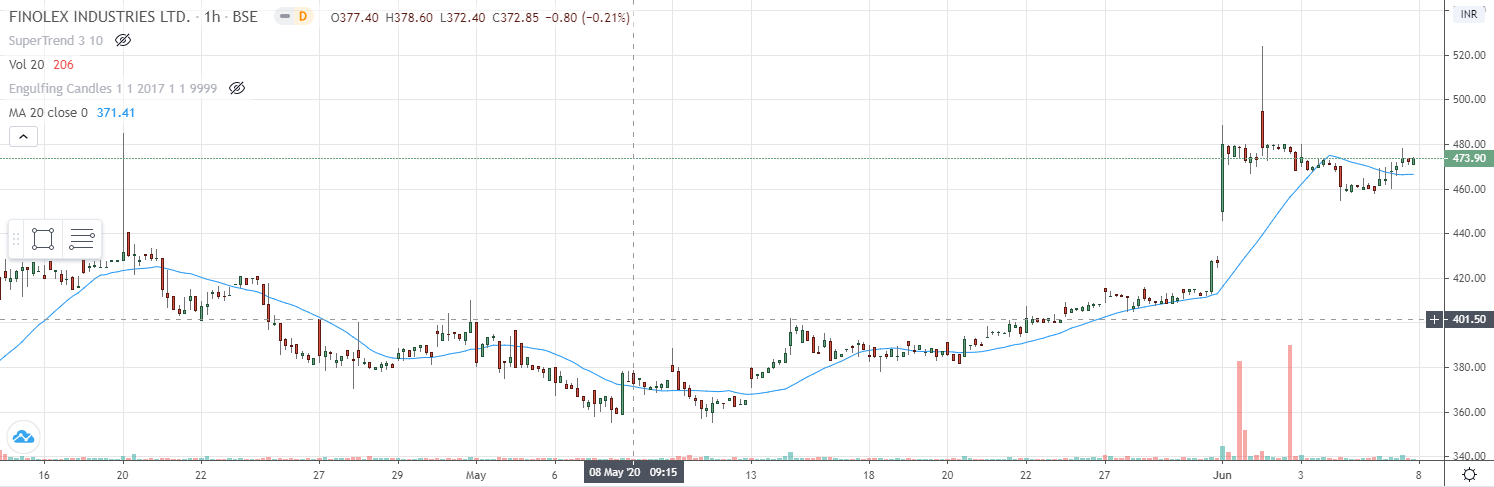 FINOLEX INDUSTRIES LTD. · 1h · BSE D O377.40 H378.60 L372.40 C372.85 -0.80 (-0.21%) INR
SuperTrend 3 10
Vol 20 206
Engulfing Candles 1 1 2017 1 1 9999
MA 20 close 0 371.41
520.00
500.00
480.00
473.90
460.00
440.00
420.00
401.50
380.00
360.00
340.00
16 20 22 27 29 May 6 08 May '20 09:15 13 18 20 22 27 Jun 3 8